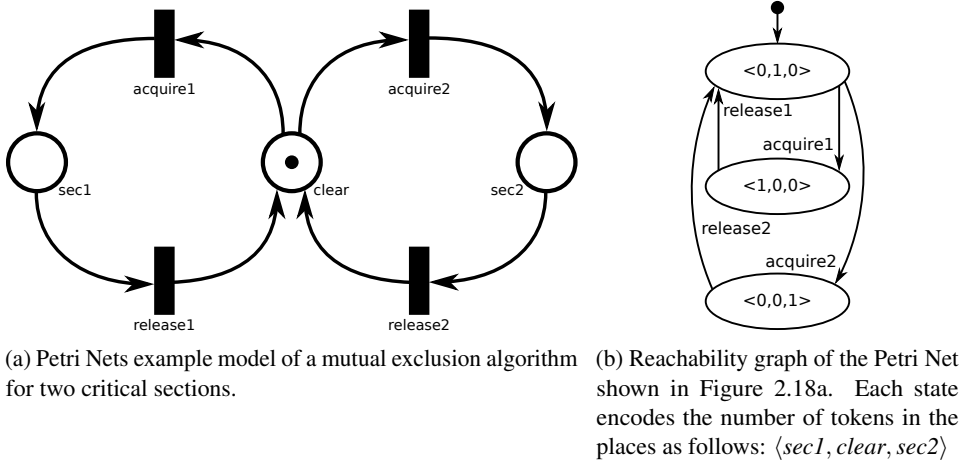 acquire1
acquire2
sec1
clear
sec2
release1
release2
<0,1,0>
release1
acquire1
<1,0,0>
release2
acquire2
<0,0,1>
(a) Petri Nets example model of a mutual exclusion algorithm
for two critical sections.
(b) Reachability graph of the Petri Net
shown in Figure 2.18a. Each state
encodes the number of tokens in the
places as follows: ⟨sec1, clear, sec2⟩